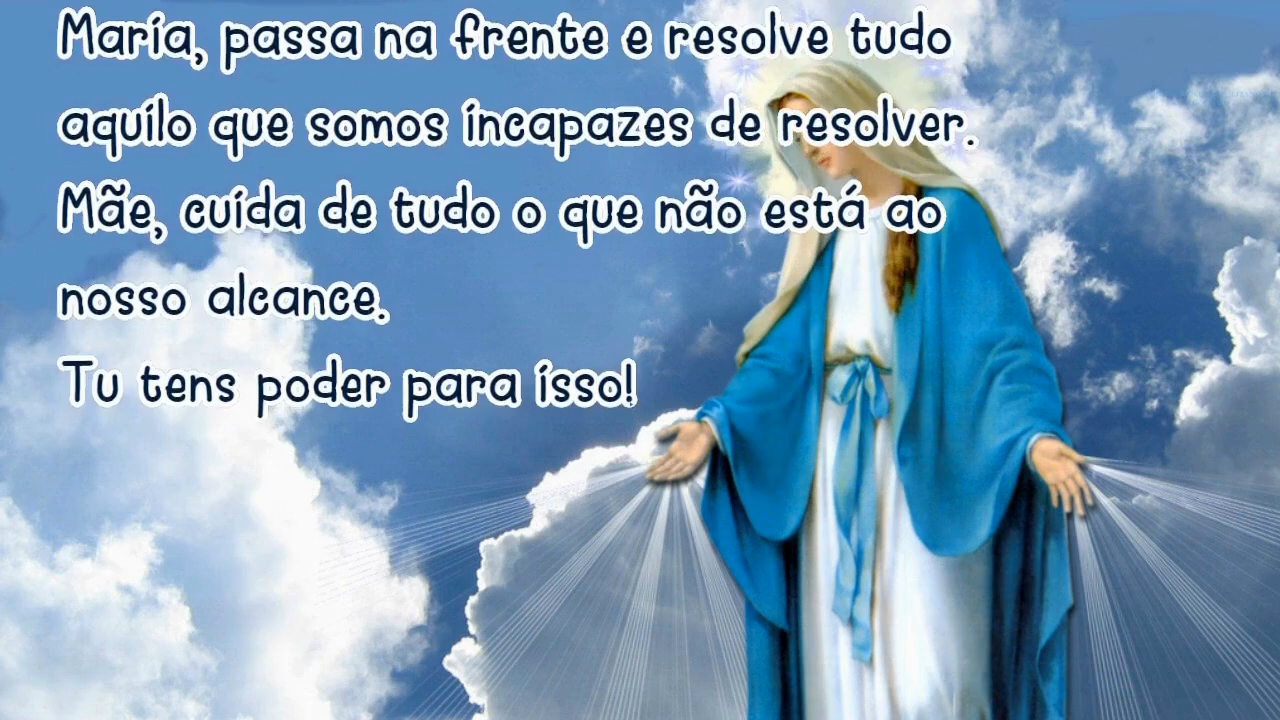 María, passa na frente e resolve tudo
aquilo que somos incapazes de resolver.
Mãe, cuida de tudo o que não está ao
nosso alcance.
Tu tens poder para isso!